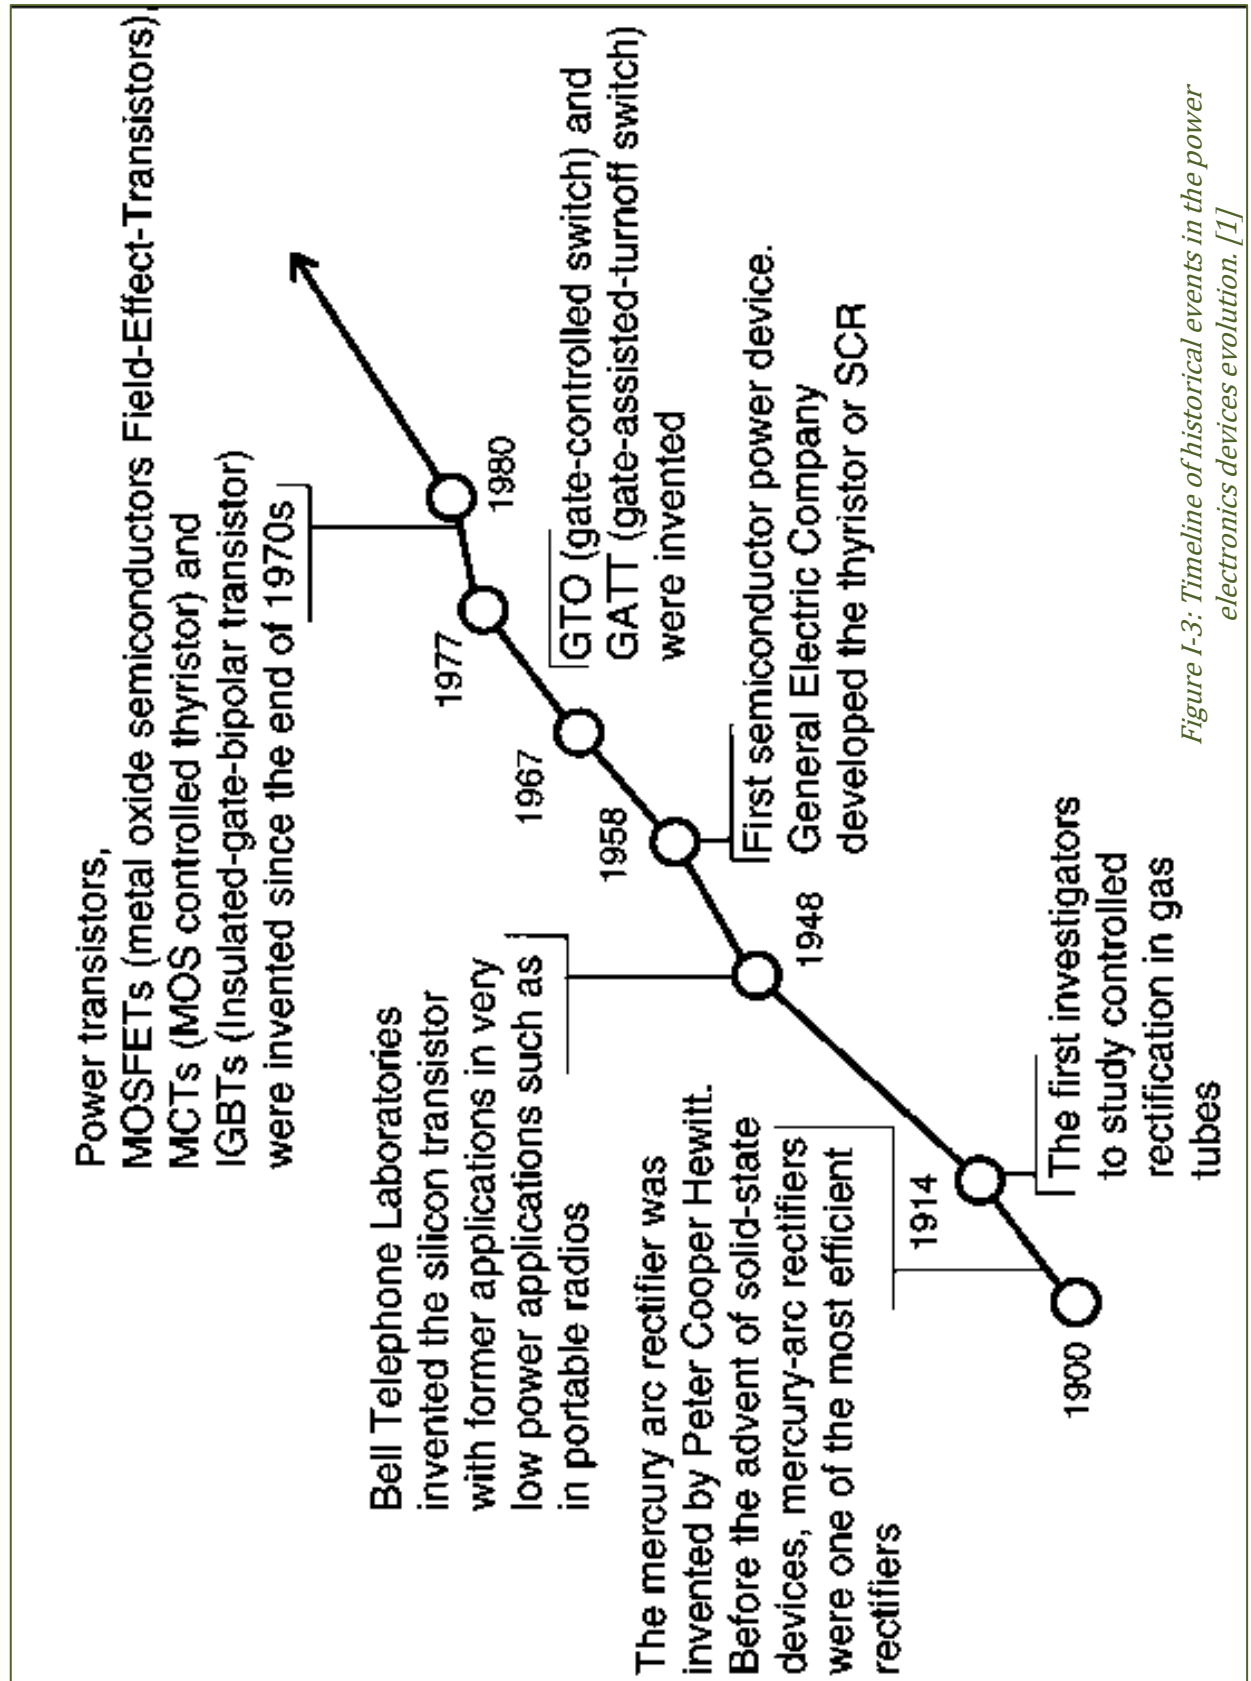 Power transistors,
MOSFETs (metal oxide semiconductors Field-Effect-Transistors),
MCTs (MOS controlled thyristor) and
IGBTs (Insulated-gate-bipolar transistor)
were invented since the end of 1970s
Bell Telephone Laboratories
invented the silicon transistor
with former applications in very
low power applications such as
in portable radios
The mercury arc rectifier was
invented by Peter Cooper Hewitt.
Before the advent of solid-state
devices, mercury-arc rectifiers
were one of the most efficient
rectifiers
1900
1914
1948
1958
1967
1977
1980
GTO (gate-controlled switch) and
GATT (gate-assisted-turnoff switch)
were invented
First semiconductor power device.
General Electric Company
developed the thyristor or SCR
The first investigators
to study controlled
rectification in gas
tubes
Figure I-3: Timeline of historical events in the power
electronics devices evolution. [1]